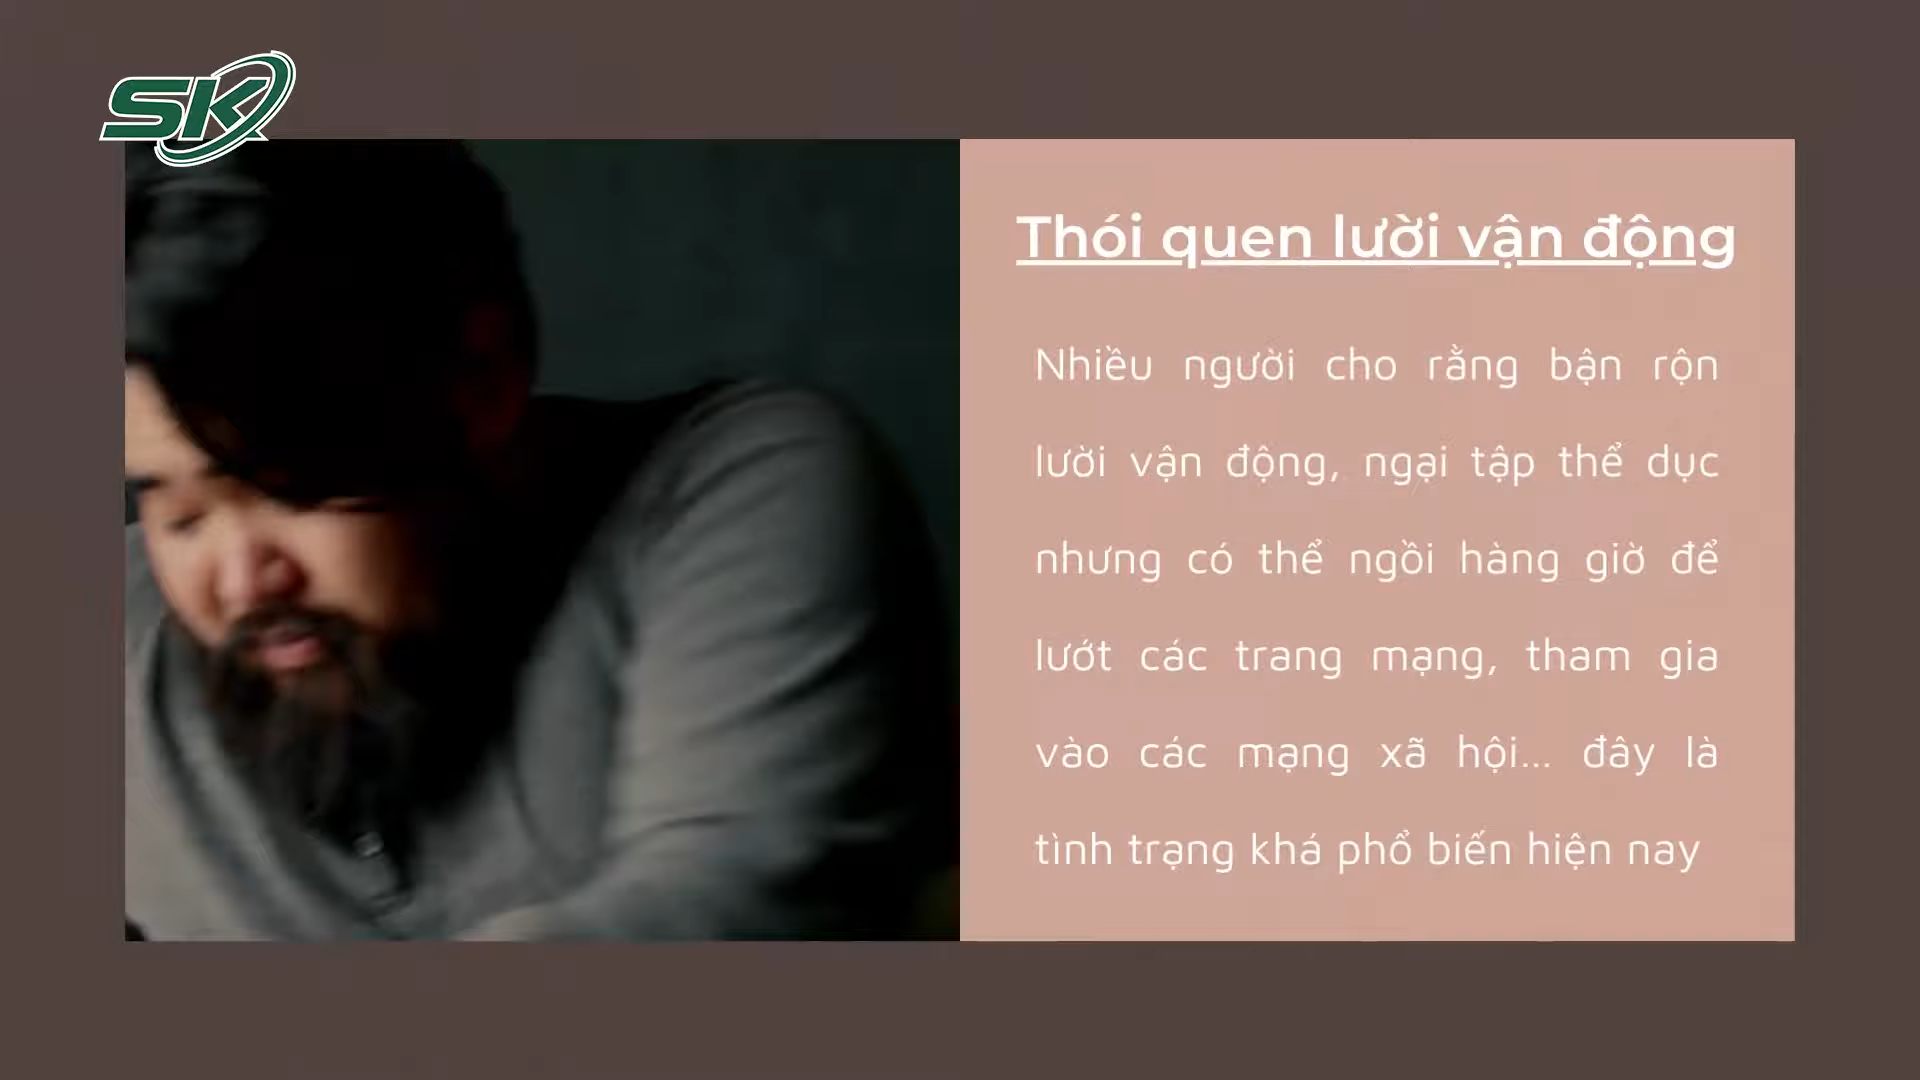 SK
Thói quen lười vận động
Nhiều người cho rằng bận rộn
lười vận động, ngại tập thể dục
nhưng có thể ngồi hàng giờ để
lướt các trang mạng, tham gia
vào các mạng xã hội... đây là
tình trạng khá phổ biến hiện nay